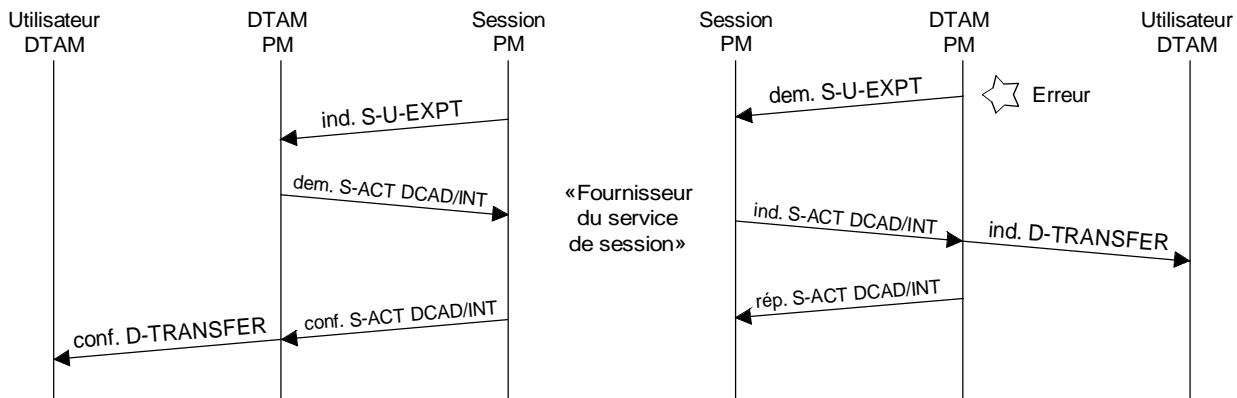 Utilisateur
DTAM
DTAM
PM
Session
PM
Session
PM
DTAM
PM
Utilisateur
DTAM
dem. S-U-EXPT
Erreur
ind. S-U-EXPT
dem. S-ACT DCAD/INT
«Fournisseur
du service
de session»
ind. S-ACT DCAD/INT
ind. D-TRANSFER
rép. S-ACT DCAD/INT
conf. S-ACT DCAD/INT
conf. D-TRANSFER